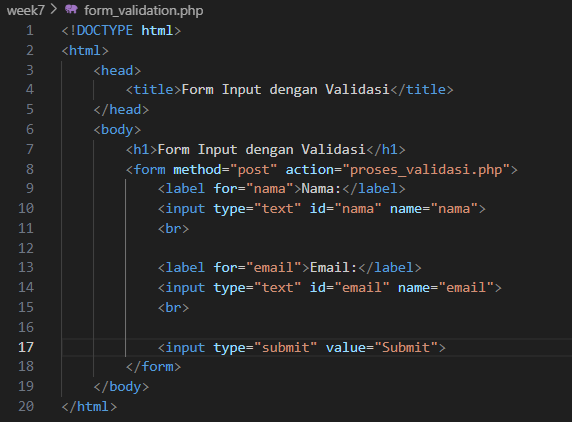 week7 > form_validation.php
1 <!DOCTYPE html>
2 <html>
3     <head>
4         <title>Form Input dengan Validasi</title>
5     </head>
6     <body>
7         <h1>Form Input dengan Validasi</h1>
8         <form method="post" action="proses_validasi.php">
9             <label for="nama">Nama:</label>
10             <input type="text" id="nama" name="nama">
11             <br>
12
13             <label for="email">Email:</label>
14             <input type="text" id="email" name="email">
15             <br>
16
17             <input type="submit" value="Submit">
18         </form>
19     </body>
20 </html>